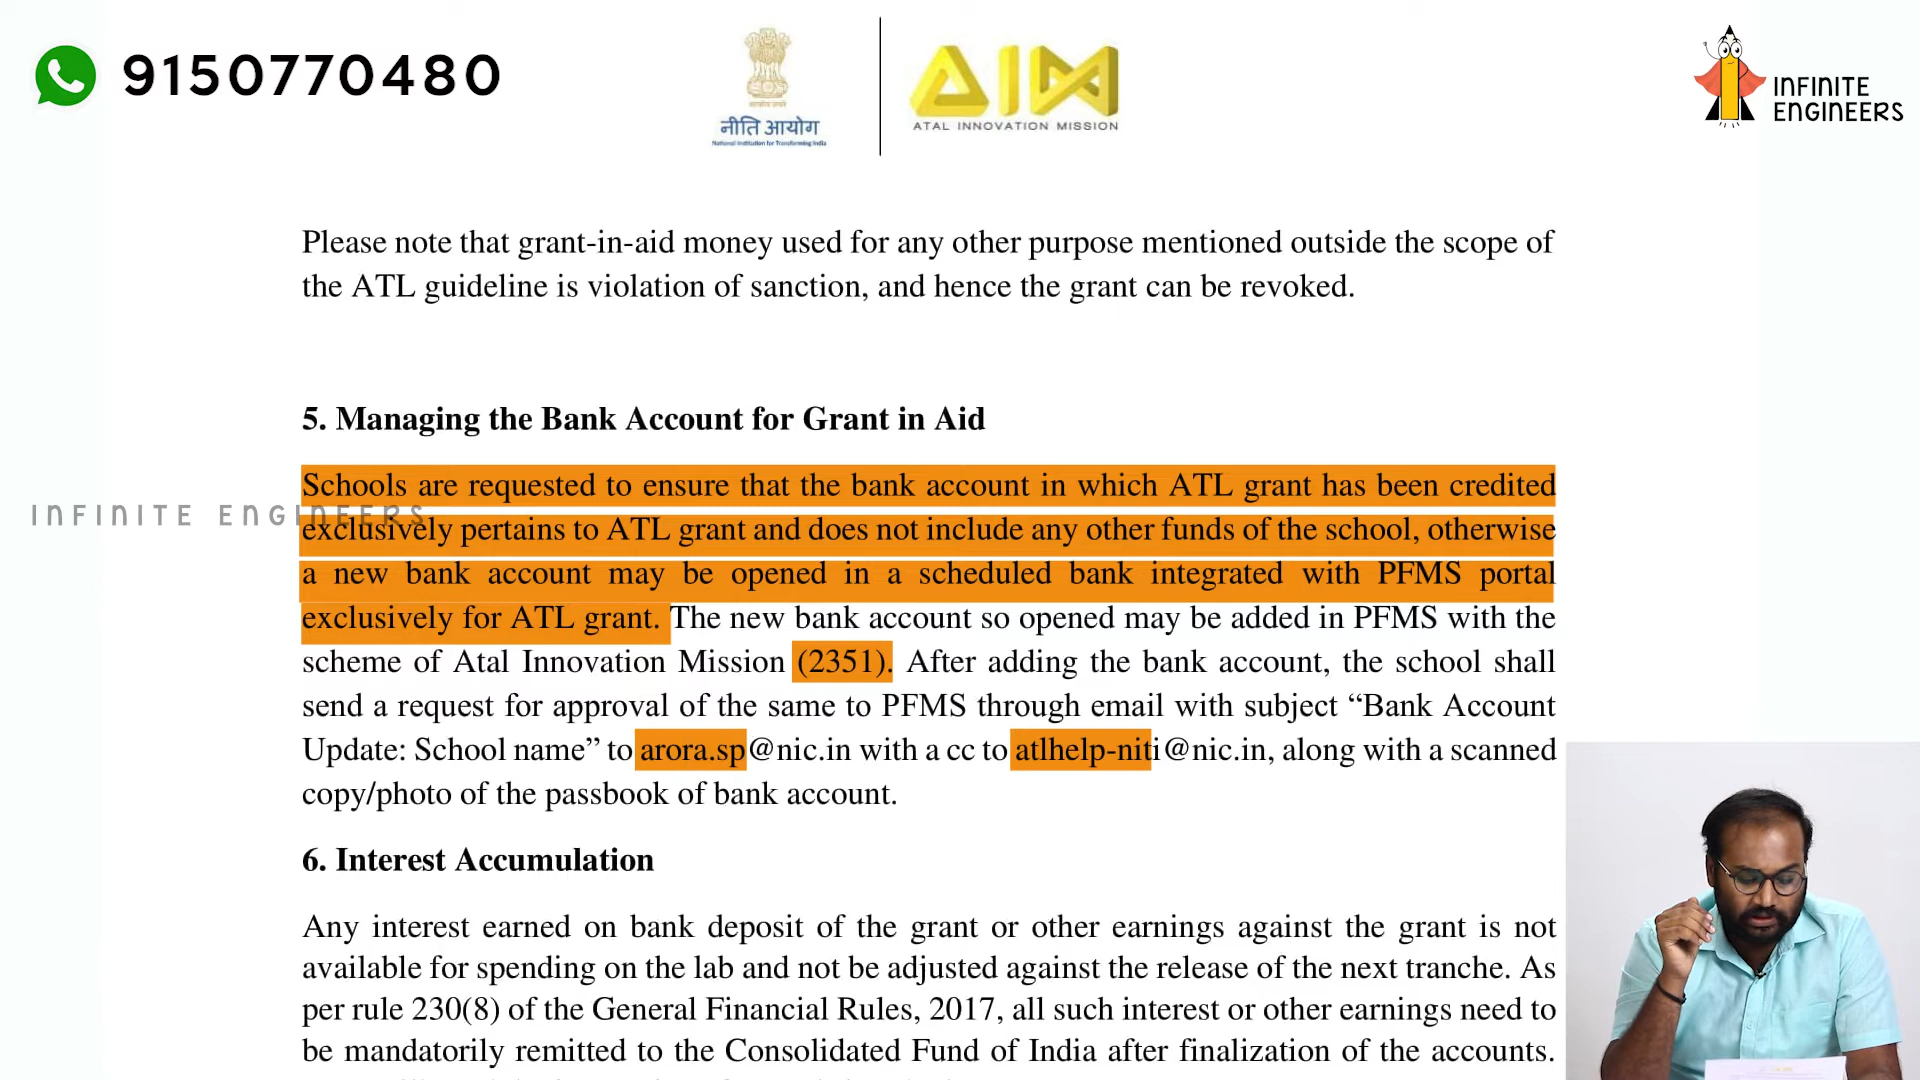 9150770480
नीति आयोग
National Institution for Transforming India
AIM
ATAL INNOVATION MISSION
INFINITE
ENGINEERS
Please note that grant-in-aid money used for any other purpose mentioned outside the scope of
the ATL guideline is violation of sanction, and hence the grant can be revoked.
5. Managing the Bank Account for Grant in Aid
Schools are requested to ensure that the bank account in which ATL grant has been credited
INFINITE ENGINEERS
exclusively pertains to ATL grant and does not include any other funds of the school, otherwise
a new bank account may be opened in a scheduled bank integrated with PFMS portal
exclusively for ATL grant. The new bank account so opened may be added in PFMS with the
scheme of Atal Innovation Mission (2351). After adding the bank account, the school shall
send a request for approval of the same to PFMS through email with subject “Bank Account
Update: School name” to arora.sp@nic.in with a cc to atlhelp-niti@nic.in, along with a scanned
copy/photo of the passbook of bank account.
6. Interest Accumulation
Any interest earned on bank deposit of the grant or other earnings against the grant is not
available for spending on the lab and not be adjusted against the release of the next tranche. As
per rule 230(8) of the General Financial Rules, 2017, all such interest or other earnings need to
be mandatorily remitted to the Consolidated Fund of India after finalization of the accounts.